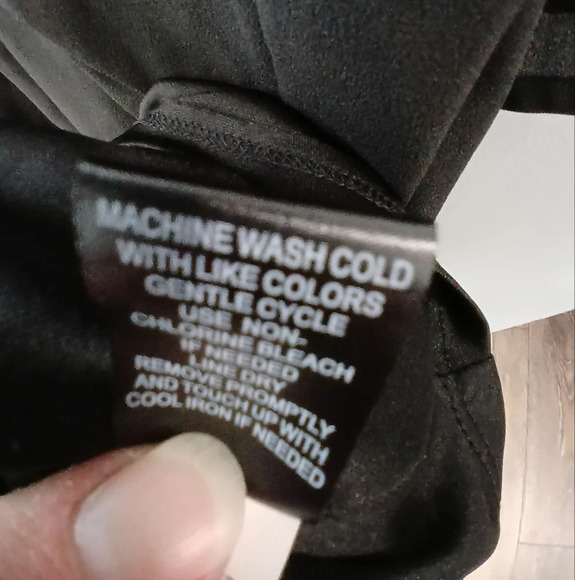 MACHINE WASH COLD
WITH LIKE COLORS
GENTLE CYCLE
USE NON-
CHLORINE BLEACH
IF NEEDED
LINE DRY
REMOVE PROMPTLY
AND TOUCH UP WITH
COOL IRON IF NEEDED